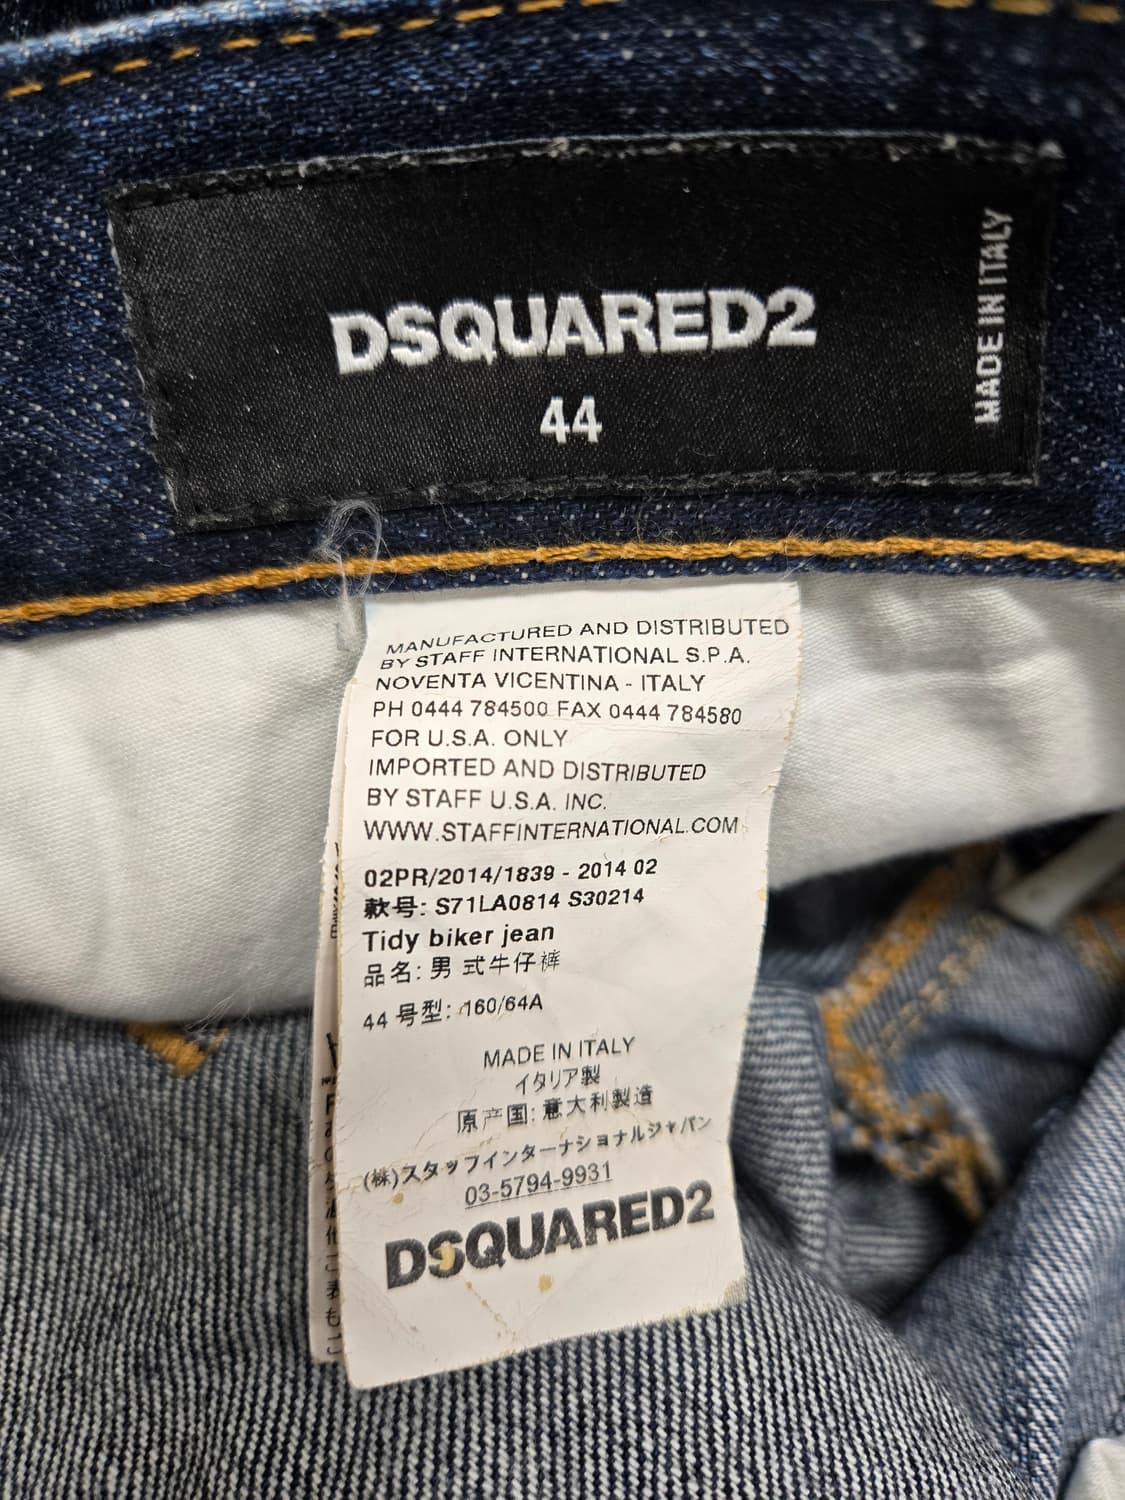 DSQUARED2
44
MADE IN ITALY
MANUFACTURED AND DISTRIBUTED
BY STAFF INTERNATIONAL S.P.A.
NOVENTA VICENTINA - ITALY
PH 0444 784500 FAX 0444 784580
FOR U.S.A. ONLY
IMPORTED AND DISTRIBUTED
BY STAFF U.S.A. INC.
WWW.STAFFINTERNATIONAL.COM
02PR/2014/1839 - 2014 02
款号: S71LA0814 S30214
Tidy biker jean
品名: 男 式牛仔裤
44 号型: 160/64A
MADE IN ITALY
イタリア製
原产国: 意大利製造
(株)スタッフインターナショナルジャパン
03-5794-9931
DSQUARED2